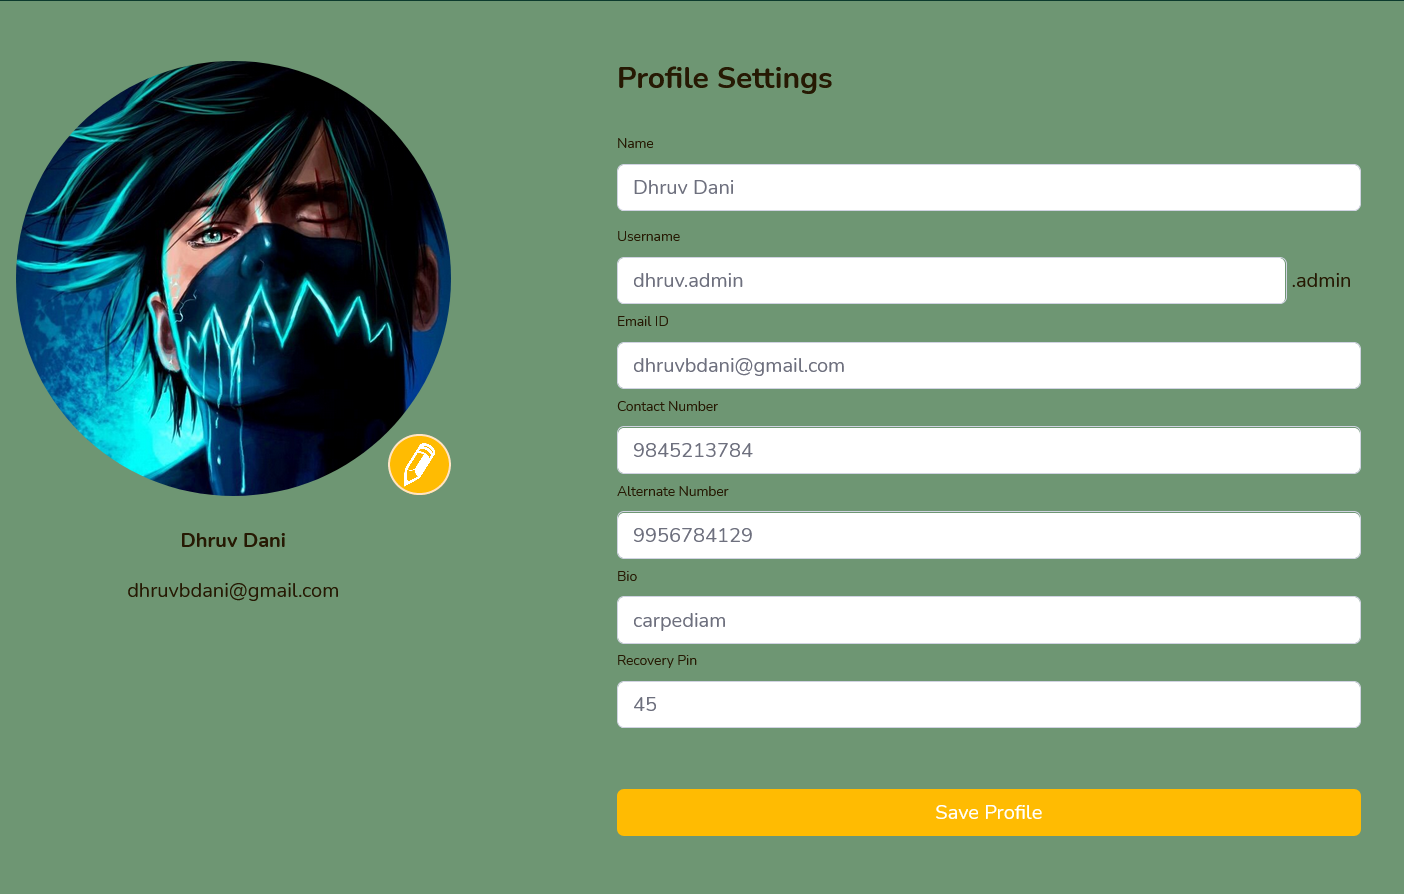 Profile Settings
Name
Dhruv Dani
Username
dhruv.admin .admin
Email ID
dhruvbdani@gmail.com
Contact Number
9845213784
Alternate Number
9956784129
Bio
carpediam
Recovery Pin
45
Save Profile
Dhruv Dani
dhruvbdani@gmail.com